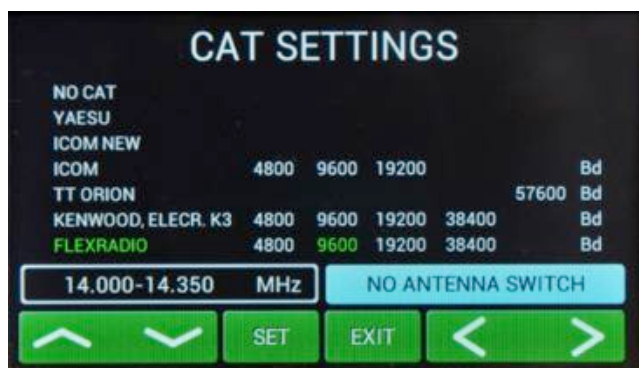 CAT SETTINGS
NO CAT
YAESU
ICOM NEW
ICOM 4800 9600 19200 Bd
TT ORION 57600 Bd
KENWOOD, ELECR. K3 4800 9600 19200 38400 Bd
FLEXRADIO 4800 9600 19200 38400 Bd
14.000-14.350 MHz NO ANTENNA SWITCH
SET EXIT